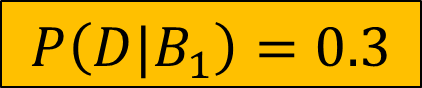 P(D|B₁) = 0.3